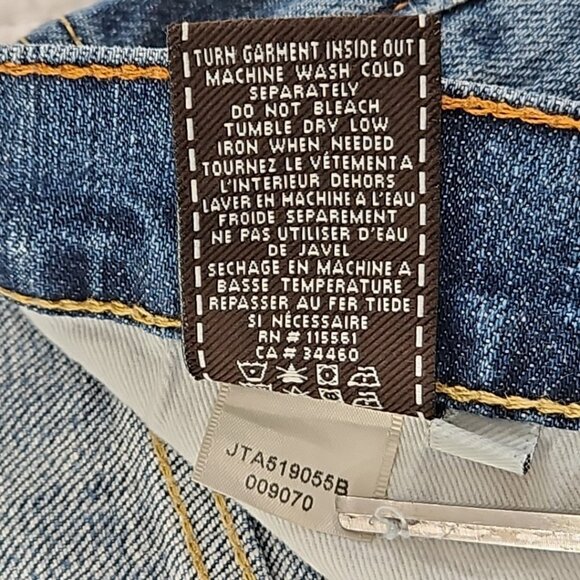 TURN GARMENT INSIDE OUT
MACHINE WASH COLD
SEPARATELY
DO NOT BLEACH
TUMBLE DRY LOW
IRON WHEN NEEDED
TOURNEZ LE VÉTEMENT A
L'INTERIEUR DEHORS
LAVER EN MACHINE A L'EAU
FROIDE SEPAREMENT
NE PAS UTILISER D'EAU
DE JAVEL
SECHAGE EN MACHINE A
BASSE TEMPERATURE
REPASSER AU FER TIEDE
SI NÉCESSAIRE
RN # 115561
CA # 34460
JTA519055B
009070